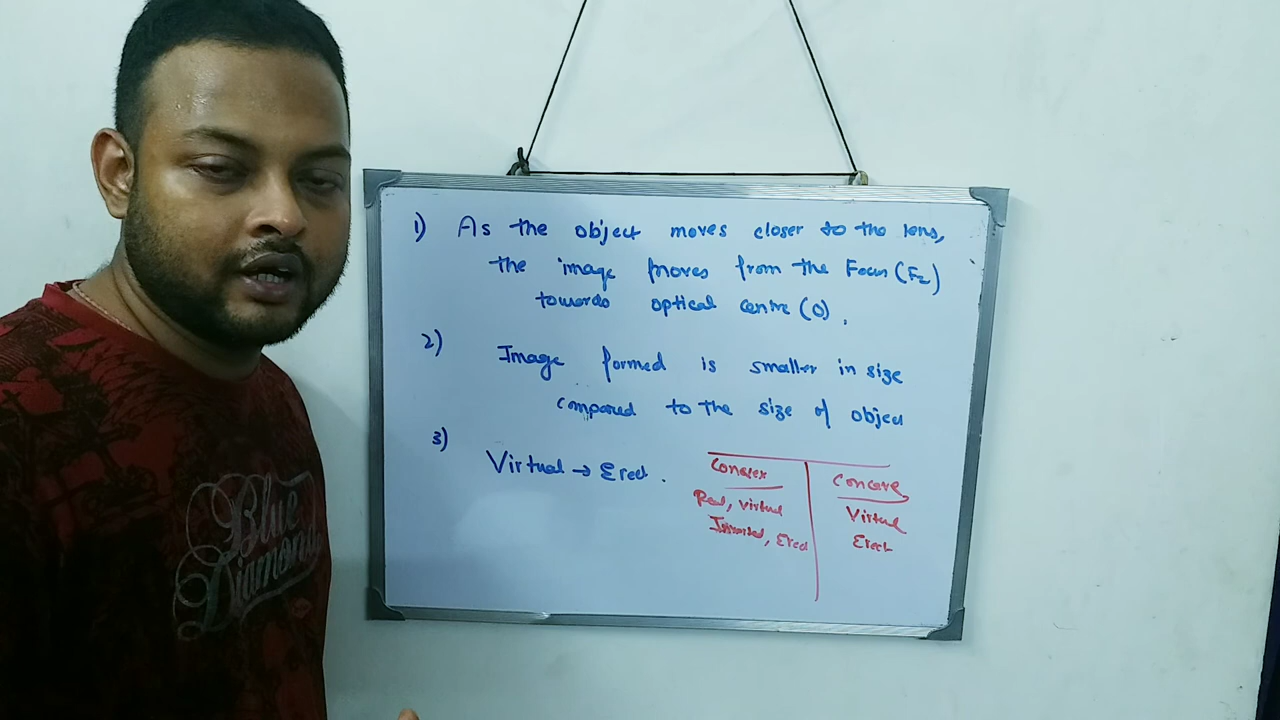 1) As the object moves closer to the lens,
the image moves from the Focus (F2)
towards optical centre (O).
2) Image formed is smaller in size
compared to the size of object
3) Virtual → Erect.
Convex
Real, Virtual
Inverted, Erect
Concave
Virtual
Erect
Blue
Diamond